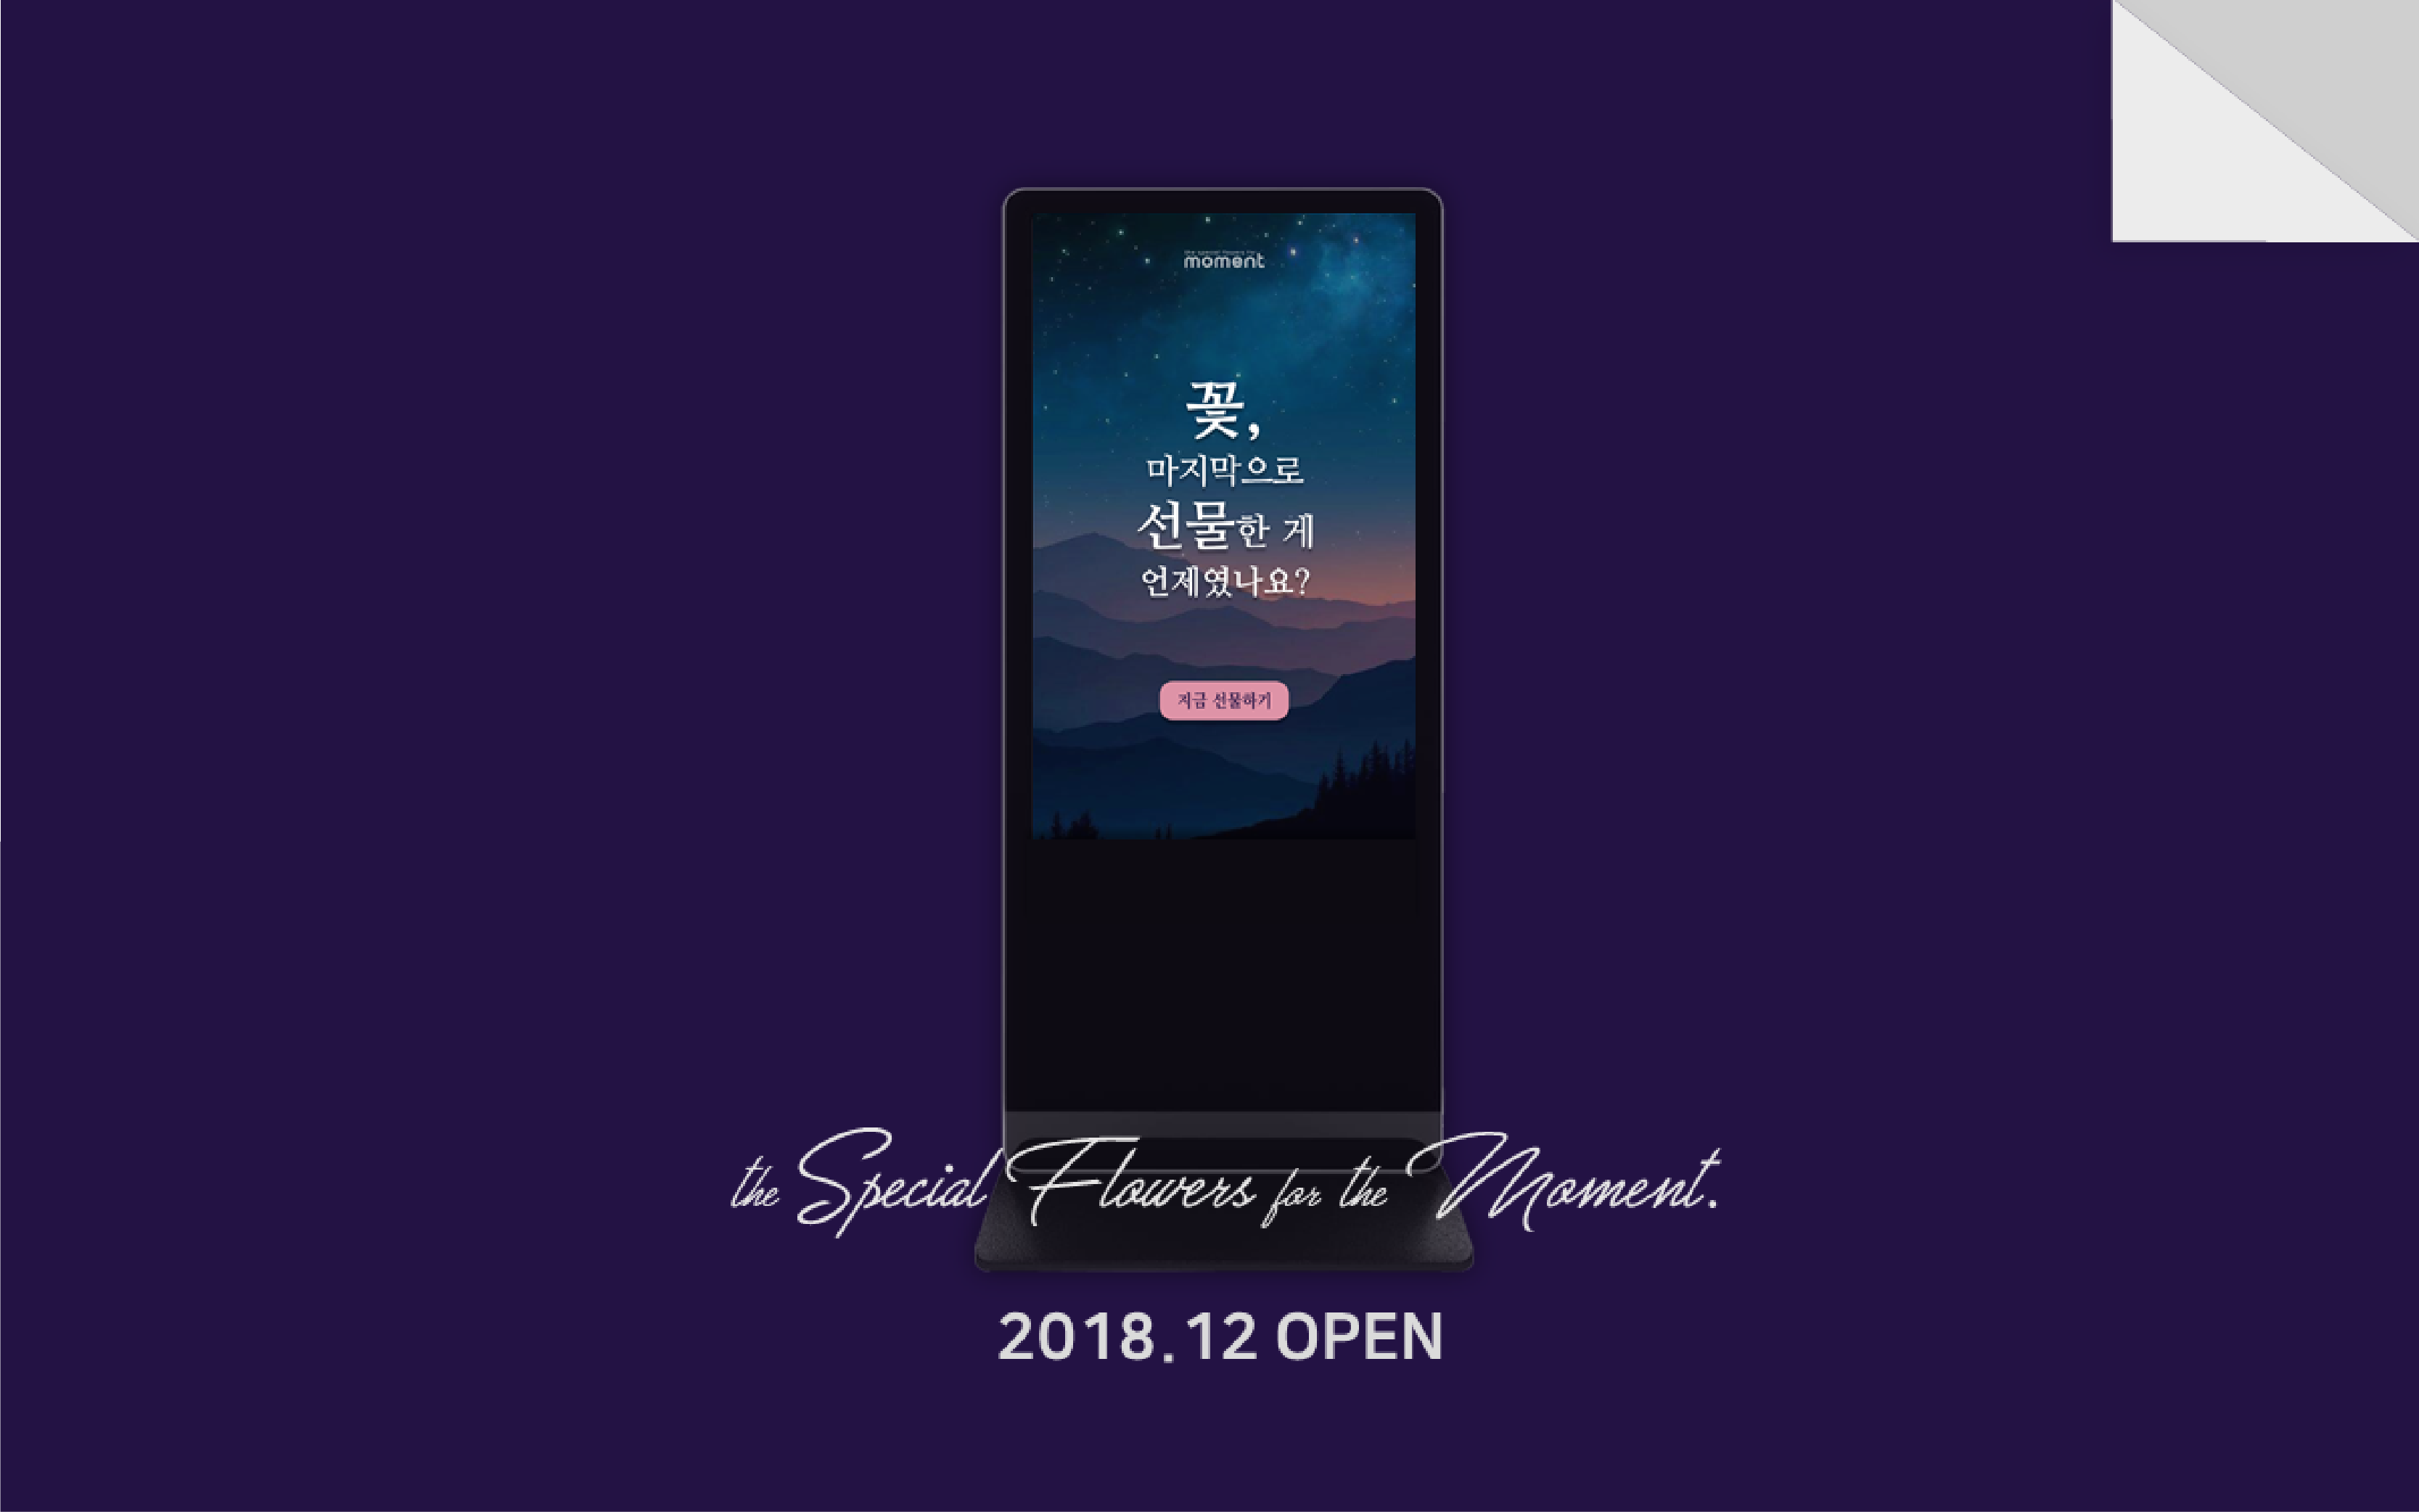 moment
꽃,
마지막으로
선물한 게
언제였나요?
지금 선물하기
the Special Flowers for the Moment.
2018.12 OPEN